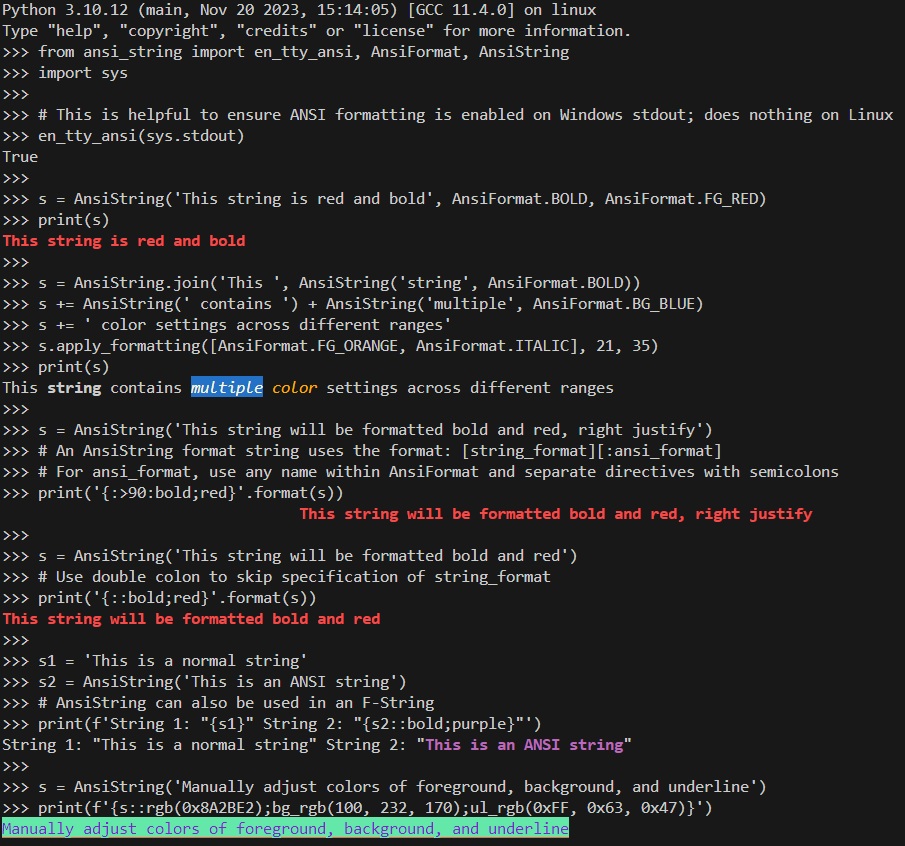 Python 3.10.12 (main, Nov 20 2023, 15:14:05) [GCC 11.4.0] on linux
Type "help", "copyright", "credits" or "license" for more information.
>>> from ansi_string import en_tty_ansi, AnsiFormat, AnsiString
>>> import sys
>>>
>>> # This is helpful to ensure ANSI formatting is enabled on Windows stdout; does nothing on Linux
>>> en_tty_ansi(sys.stdout)
True
>>>
>>> s = AnsiString('This string is red and bold', AnsiFormat.BOLD, AnsiFormat.FG_RED)
>>> print(s)
This string is red and bold
>>>
>>> s = AnsiString.join('This ', AnsiString('string', AnsiFormat.BOLD))
>>> s += AnsiString(' contains ') + AnsiString('multiple', AnsiFormat.BG_BLUE)
>>> s += ' color settings across different ranges'
>>> s.apply_formatting([AnsiFormat.FG_ORANGE, AnsiFormat.ITALIC], 21, 35)
>>> print(s)
This string contains multiple color settings across different ranges
>>>
>>> s = AnsiString('This string will be formatted bold and red, right justify')
>>> # An AnsiString format string uses the format: [string_format][:ansi_format]
>>> # For ansi_format, use any name within AnsiFormat and separate directives with semicolons
>>> print('{:>90:bold;red}'.format(s))
This string will be formatted bold and red, right justify
>>>
>>> s = AnsiString('This string will be formatted bold and red')
>>> # Use double colon to skip specification of string_format
>>> print('{::bold;red}'.format(s))
This string will be formatted bold and red
>>>
>>> s1 = 'This is a normal string'
>>> s2 = AnsiString('This is an ANSI string')
>>> # AnsiString can also be used in an F-String
>>> print(f'String 1: "{s1}" String 2: "{s2::bold;purple}"')
String 1: "This is a normal string" String 2: "This is an ANSI string"
>>>
>>> s = AnsiString('Manually adjust colors of foreground, background, and underline')
>>> print(f'{s::rgb(0x8A2BE2);bg_rgb(100, 232, 170);ul_rgb(0xFF, 0x63, 0x47)}')
Manually adjust colors of foreground, background, and underline